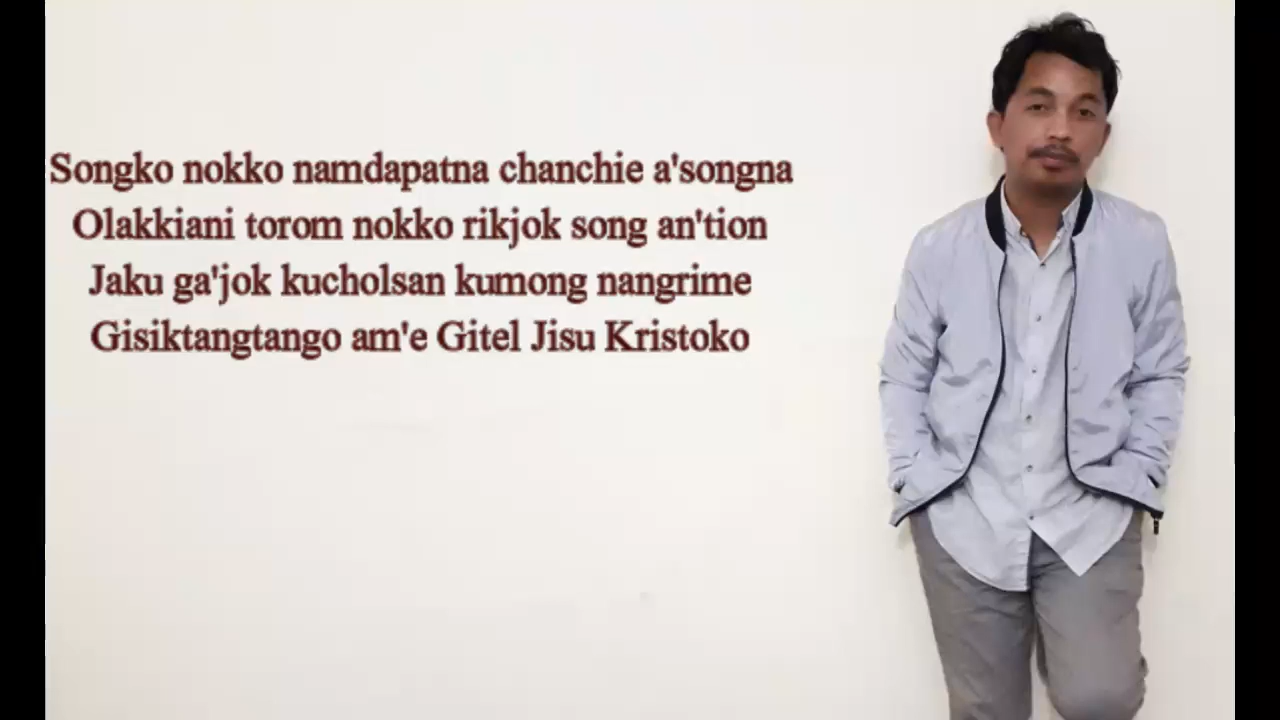 Songko nokko namdapatna chanchie a'songna
Olakkiani torom nokko rikjok song an'tion
Jaku ga'jok kucholsan kumong nangrime
Gisiktangtango am'e Gitel Jisu Kristoko